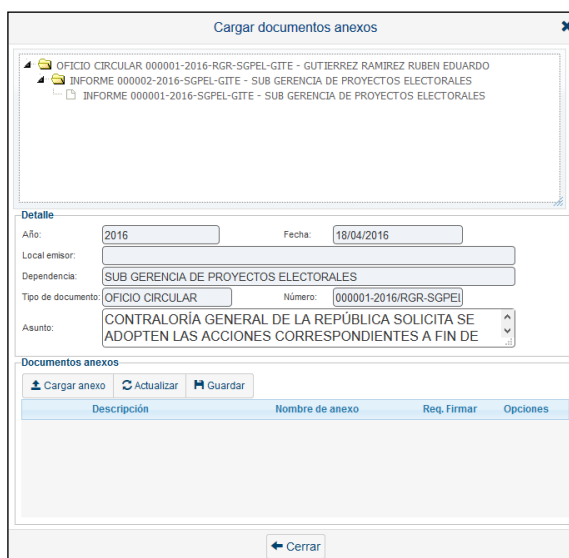 Cargar documentos anexos
OFICIO CIRCULAR 000001-2016-RGR-SGPEL-GITE - GUTIERREZ RAMIREZ RUBEN EDUARDO
INFORME 000002-2016-SGPEL-GITE - SUB GERENCIA DE PROYECTOS ELECTORALES
INFORME 000001-2016-SGPEL-GITE - SUB GERENCIA DE PROYECTOS ELECTORALES
Detalle
Año: 2016 Fecha: 18/04/2016
Local emisor:
Dependencia: SUB GERENCIA DE PROYECTOS ELECTORALES
Tipo de documento: OFICIO CIRCULAR Número: 000001-2016/RGR-SGPEL
Asunto: CONTRALORÍA GENERAL DE LA REPÚBLICA SOLICITA SE
ADOPTEN LAS ACCIONES CORRESPONDIENTES A FIN DE
Documentos anexos
Cargar anexo Actualizar Guardar
Descripción Nombre de anexo Req. Firmar Opciones
Cerrar